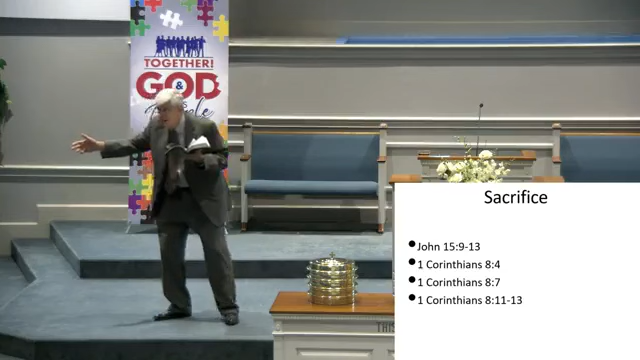 TOGETHER!
GOD
&
Sacrifice
John 15:9-13
1 Corinthians 8:4
1 Corinthians 8:7
1 Corinthians 8:11-13
THIS